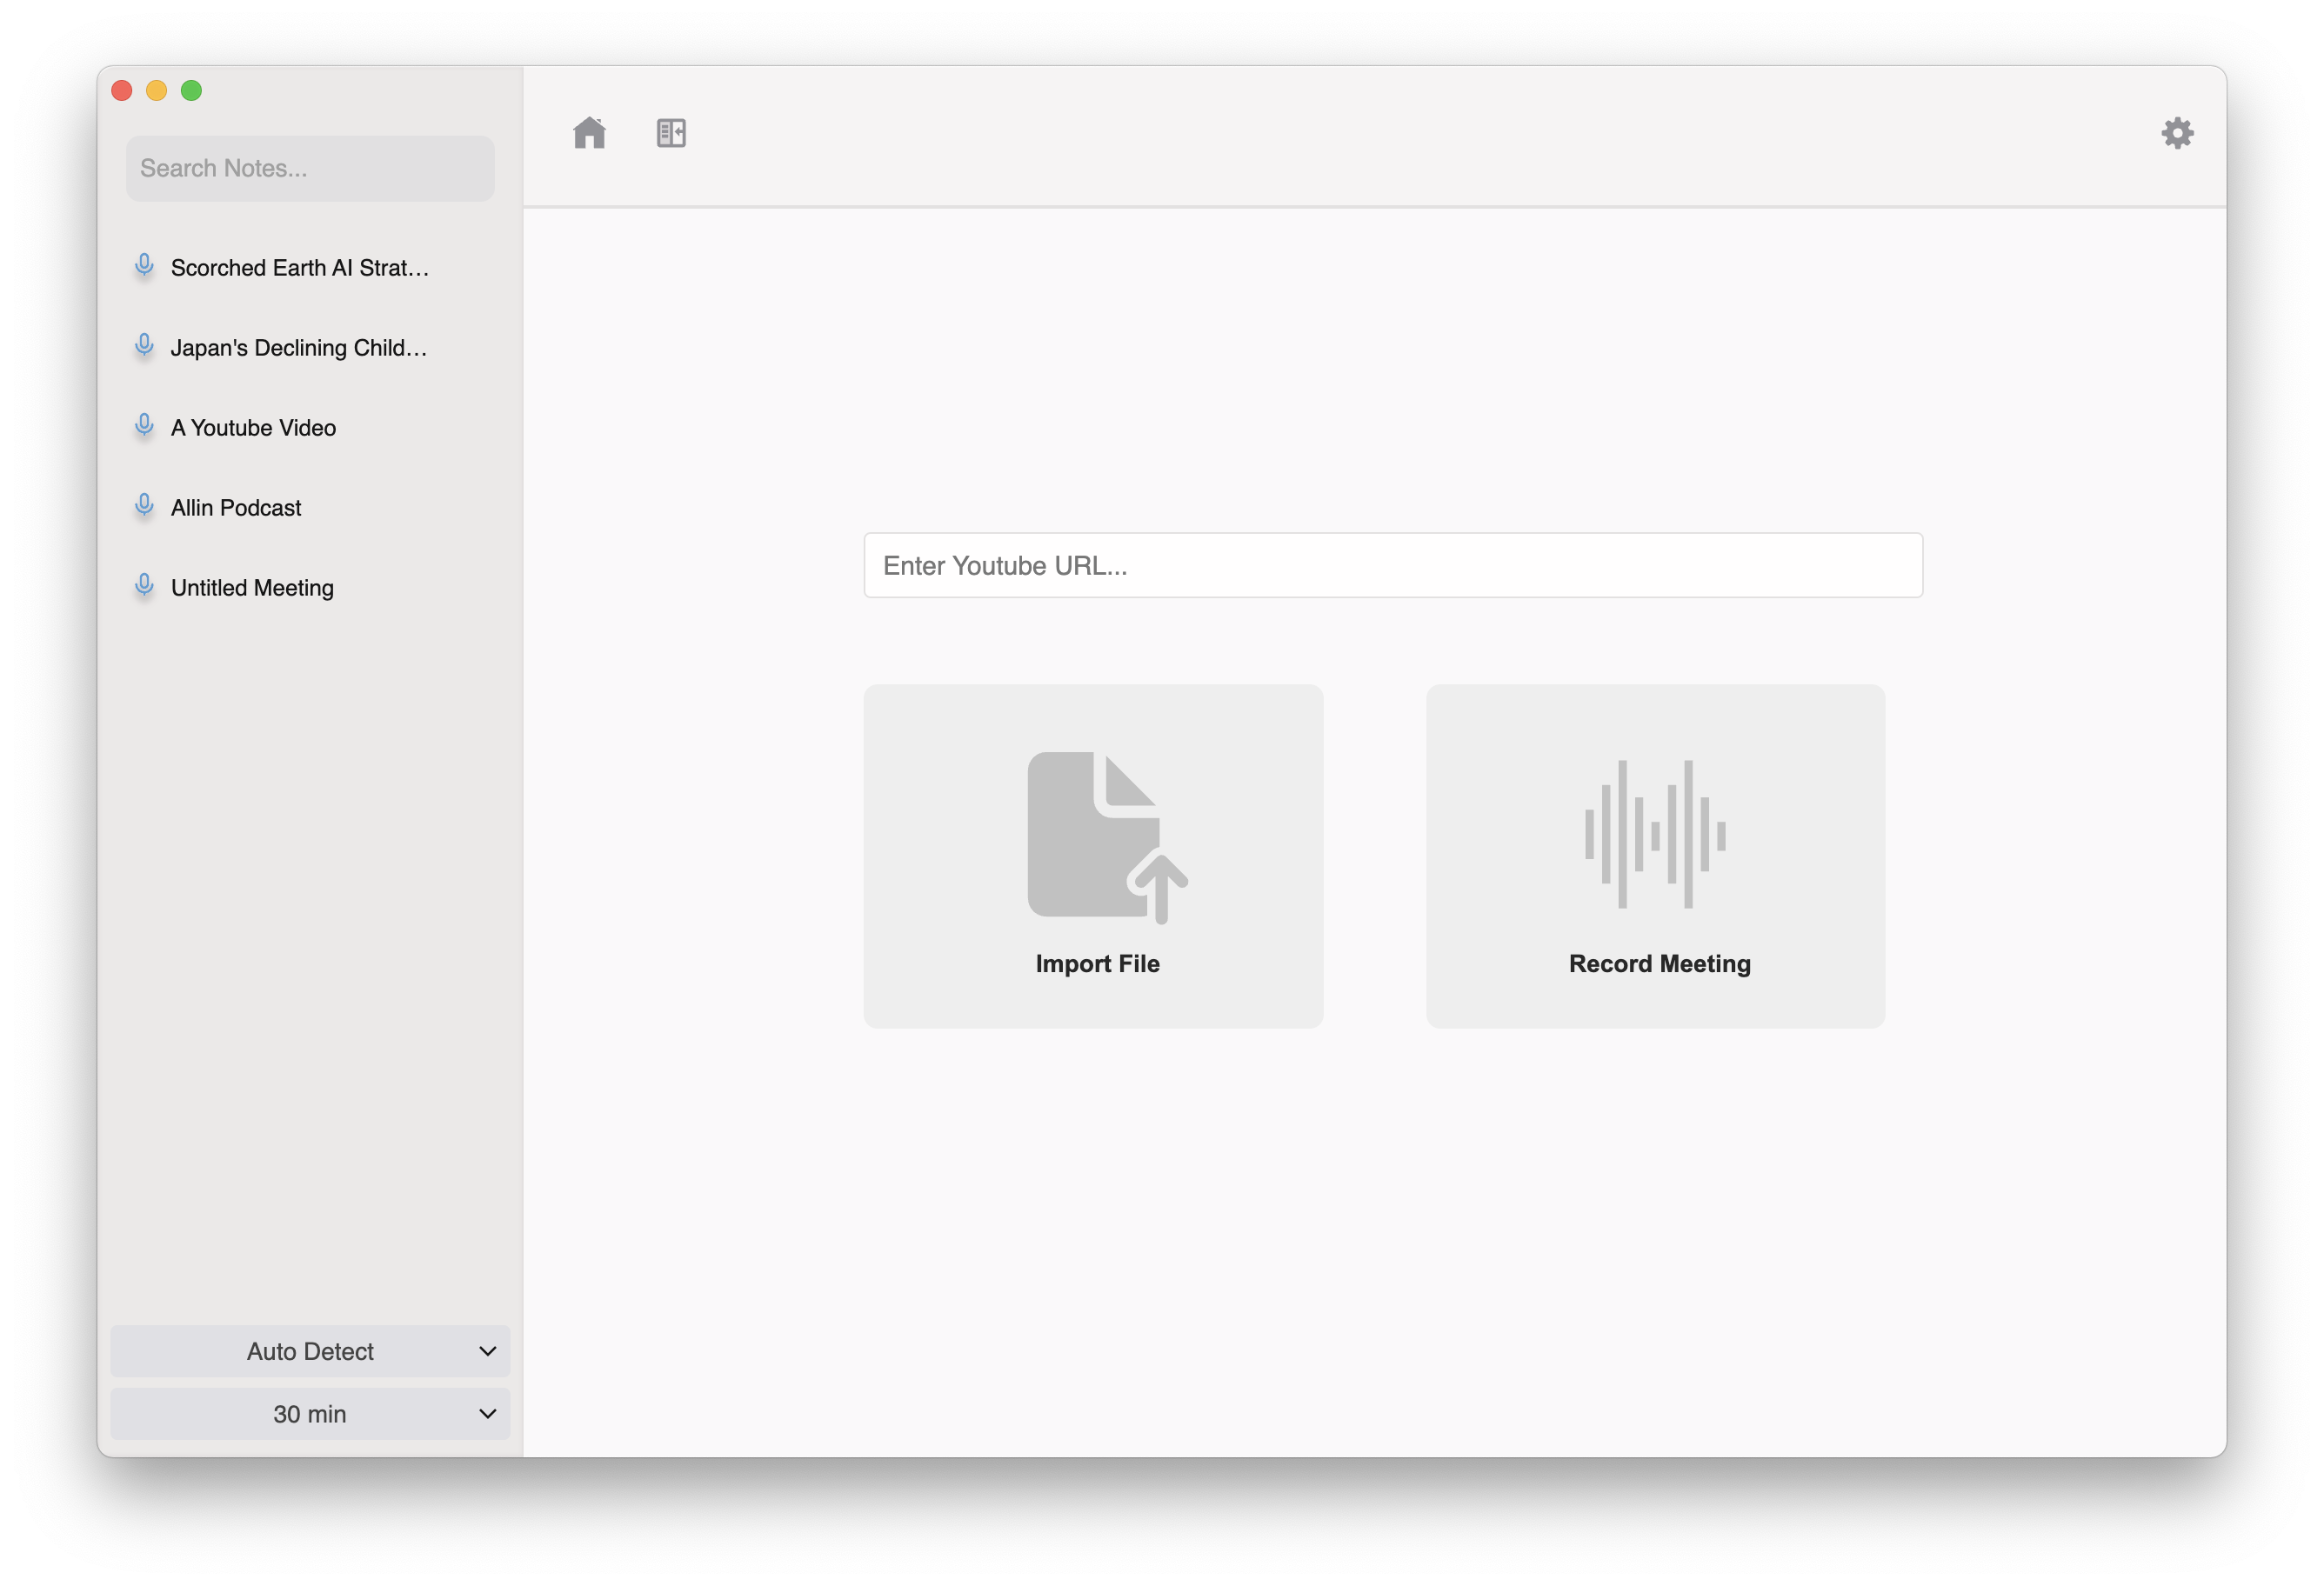 Search Notes...
Scorched Earth AI Strat...
Japan's Declining Child...
A Youtube Video
Allin Podcast
Untitled Meeting
Auto Detect
30 min
Enter Youtube URL...
Import File
Record Meeting